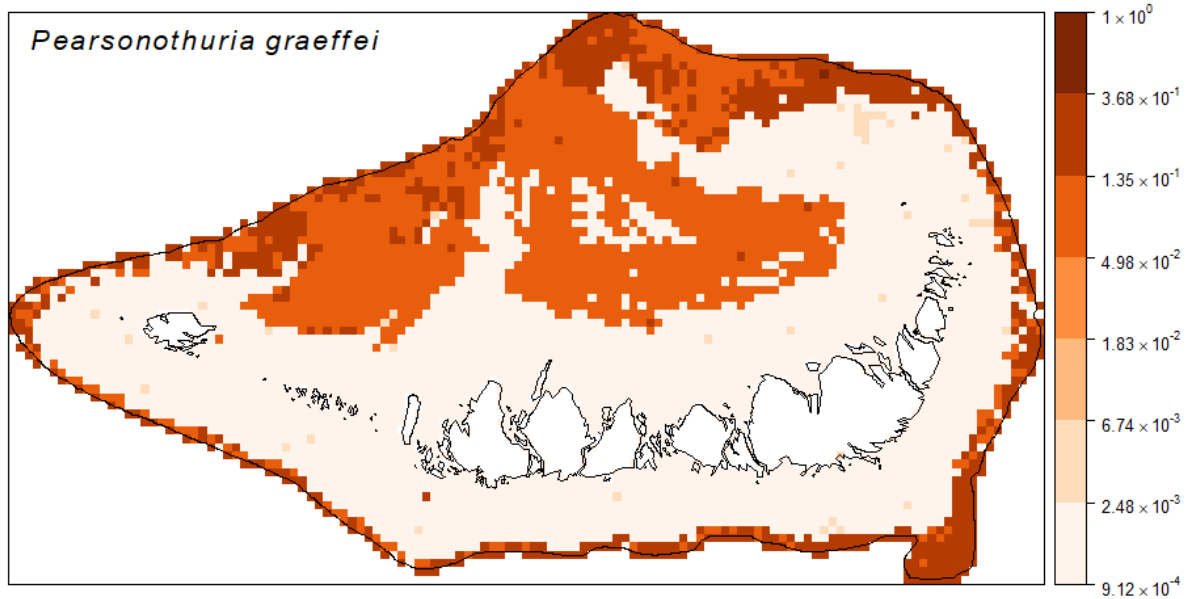 Pearsonothuria graeffei
1 × 10⁰
3.68 × 10⁻¹
1.35 × 10⁻¹
4.98 × 10⁻²
1.83 × 10⁻²
6.74 × 10⁻³
2.48 × 10⁻³
9.12 × 10⁻⁴